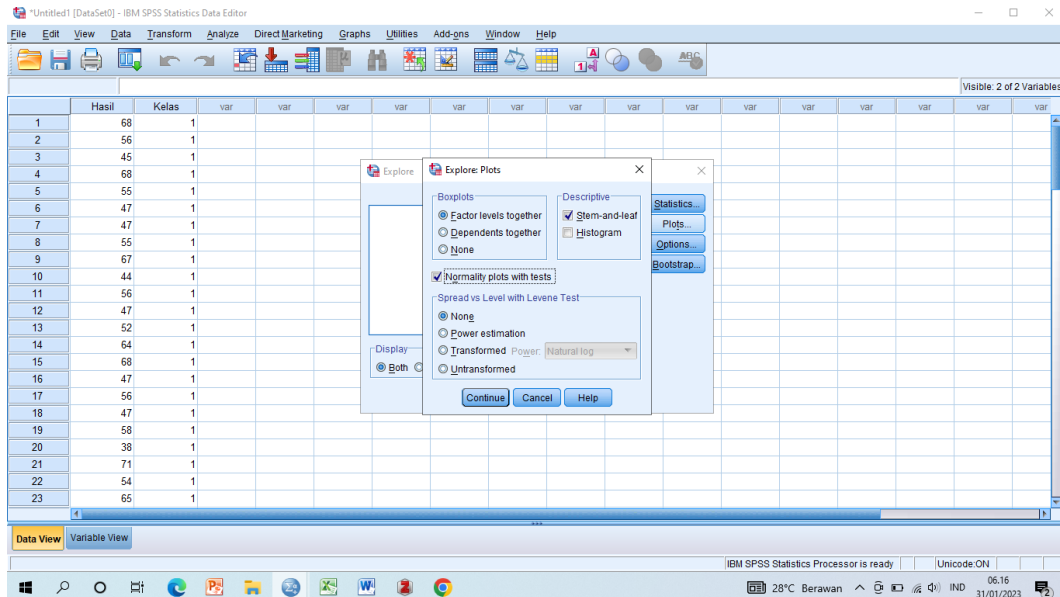 *Untitled1 [DataSet0] - IBM SPSS Statistics Data Editor
File Edit View Data Transform Analyze Direct Marketing Graphs Utilities Add-ons Window Help
Visible: 2 of 2 Variables
Hasil Kelas var var var var var var var var var var var var var var var
1 68 1
2 56 1
3 45 1
4 68 1
5 55 1
6 47 1
7 47 1
8 55 1
9 67 1
10 44 1
11 56 1
12 47 1
13 52 1
14 64 1
15 68 1
16 47 1
17 56 1
18 47 1
19 58 1
20 38 1
21 71 1
22 54 1
23 65 1
Explore
Display
Both
Statistics...
Plots...
Options...
Bootstrap...
Explore: Plots
Boxplots
Factor levels together
Dependents together
None
Descriptive
Stem-and-leaf
Histogram
Normality plots with tests
Spread vs Level with Levene Test
None
Power estimation
Transformed Power: Natural log
Untransformed
Continue Cancel Help
Data View Variable View
IBM SPSS Statistics Processor is ready Unicode:ON
28°C Berawan IND 06.16
31/01/2023